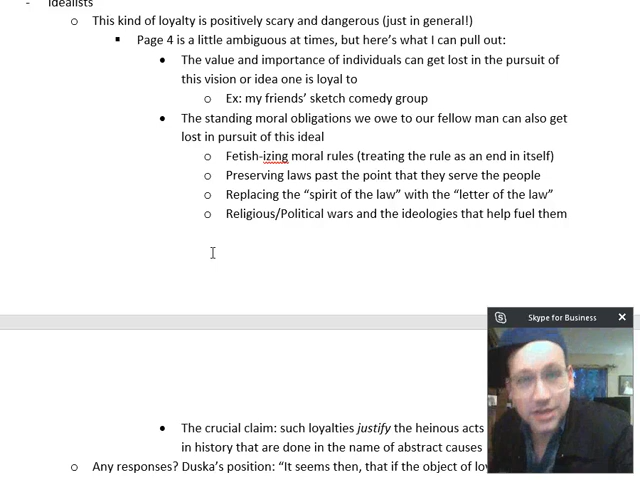 - Idealists
o This kind of loyalty is positively scary and dangerous (just in general!)
▪ Page 4 is a little ambiguous at times, but here's what I can pull out:
• The value and importance of individuals can get lost in the pursuit of
this vision or idea one is loyal to
o Ex: my friends' sketch comedy group
• The standing moral obligations we owe to our fellow man can also get
lost in pursuit of this ideal
o Fetish-izing moral rules (treating the rule as an end in itself)
o Preserving laws past the point that they serve the people
o Replacing the “spirit of the law” with the “letter of the law”
o Religious/Political wars and the ideologies that help fuel them
Skype for Business
• The crucial claim: such loyalties justify the heinous acts
in history that are done in the name of abstract causes
o Any responses? Duska's position: “It seems then, that if the object of